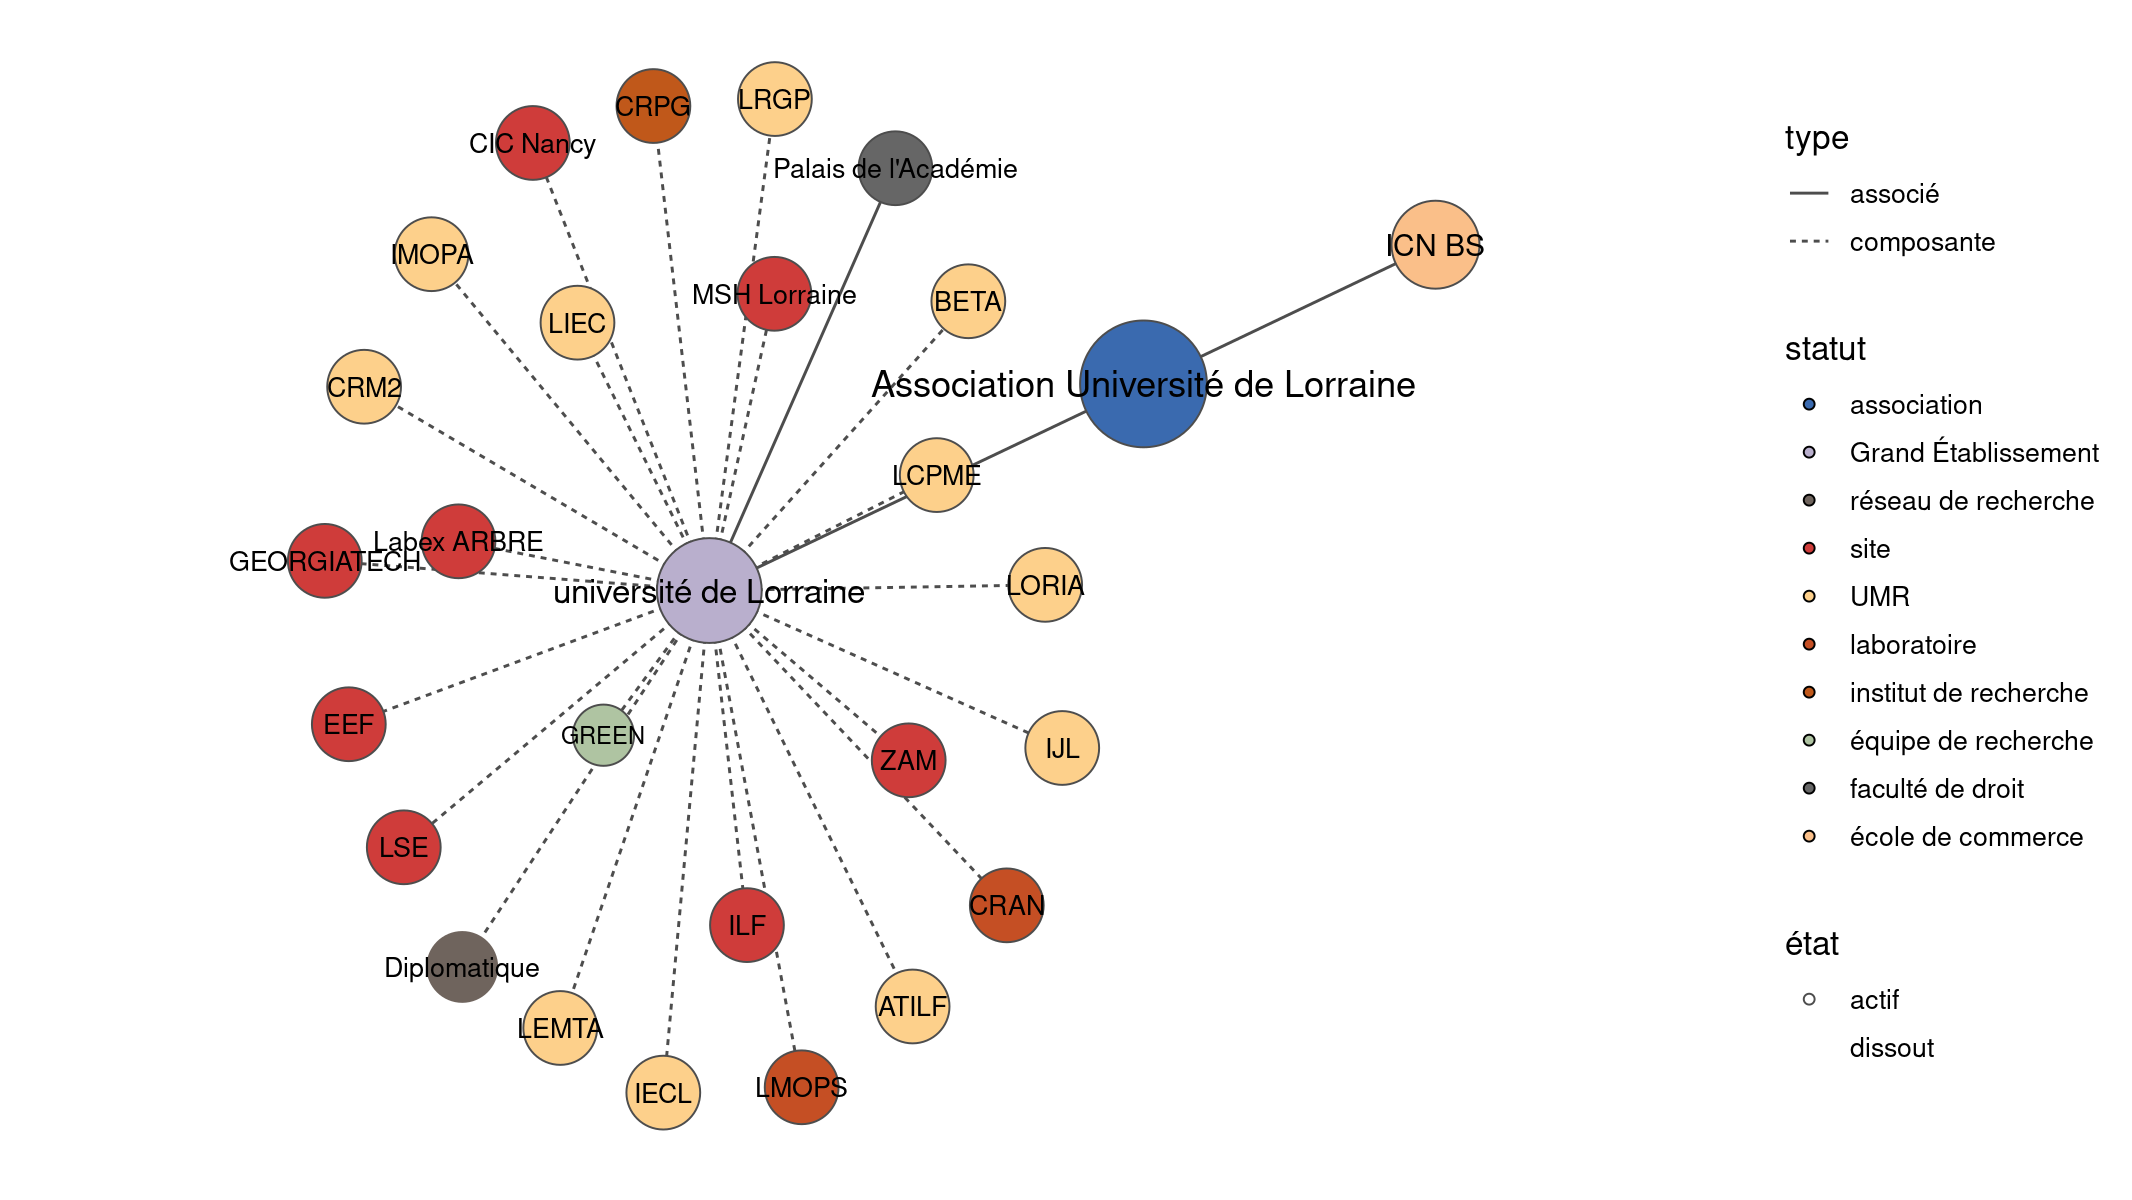 CRPG
LRGP
CIC Nancy
Palais de l'Académie
IMOPA
ICN BS
MSH Lorraine
BETA
LIEC
CRM2
Association Université de Lorraine
LCPME
Labex ARBRE
GEORGIATECH
université de Lorraine
LORIA
EEF
GREEN
ZAM
IJL
LSE
CRAN
ILF
Diplomatique
ATILF
LEMTA
IECL
LMOPS
type
associé
composante
statut
association
Grand Établissement
réseau de recherche
site
UMR
laboratoire
institut de recherche
équipe de recherche
faculté de droit
école de commerce
état
actif
dissout